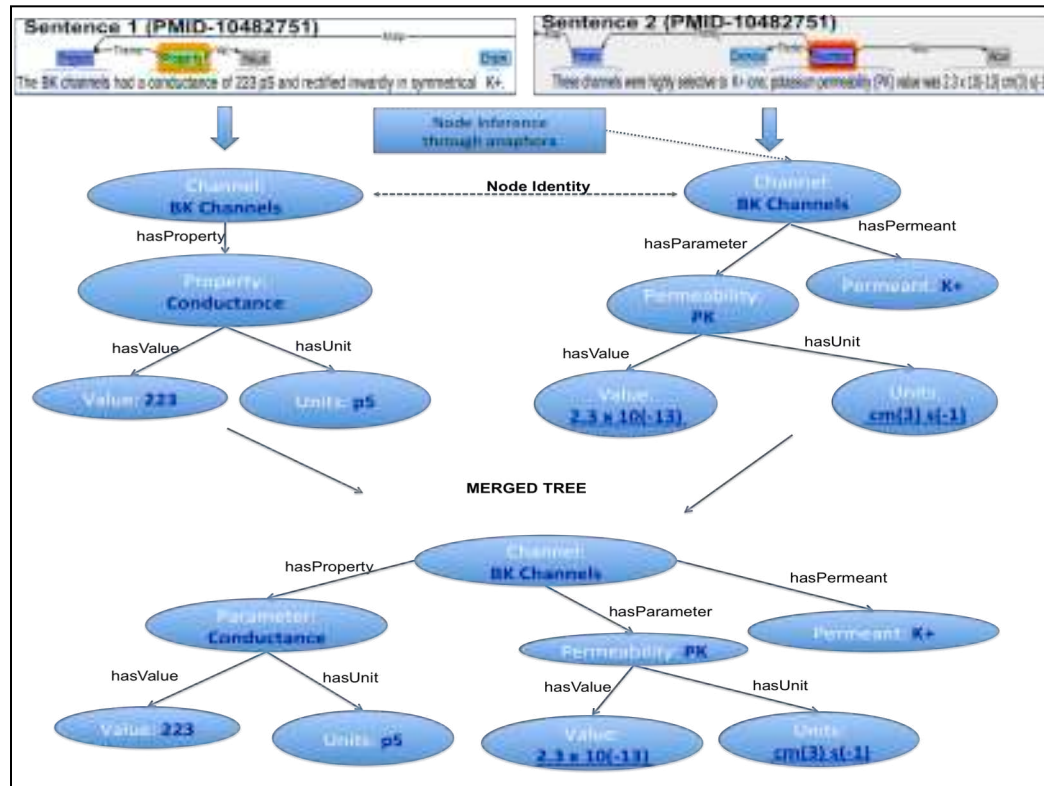 Sentence 1 (PMID-10482751)
Property
Value
The BK channels had a conductance of 223 pS and rectified inwardly in symmetrical K+.
Sentence 2 (PMID-10482751)
These channels were highly selective to K+ potassium permeability (PK) value was 2.3 x 10(-13) cm(3) s(-1)
Node Inference
through anaphors
Channel:
BK Channels
Node Identity
Channel:
BK Channels
hasProperty
hasParameter
hasPermeant
Property:
Conductance
Permeability:
PK
Permeant: K+
hasValue
hasUnit
hasValue
hasUnit
Value: 223
Units: pS
Value:
2.3 x 10(-13)
Units:
cm(3) s(-1)
MERGED TREE
Channel:
BK Channels
hasProperty
hasParameter
hasPermeant
Parameter:
Conductance
Permeability: PK
Permeant: K+
hasValue
hasUnit
hasValue
hasUnit
Value: 223
Units: pS
Value:
2.3 x 10(-13)
Units:
cm(3) s(-1)